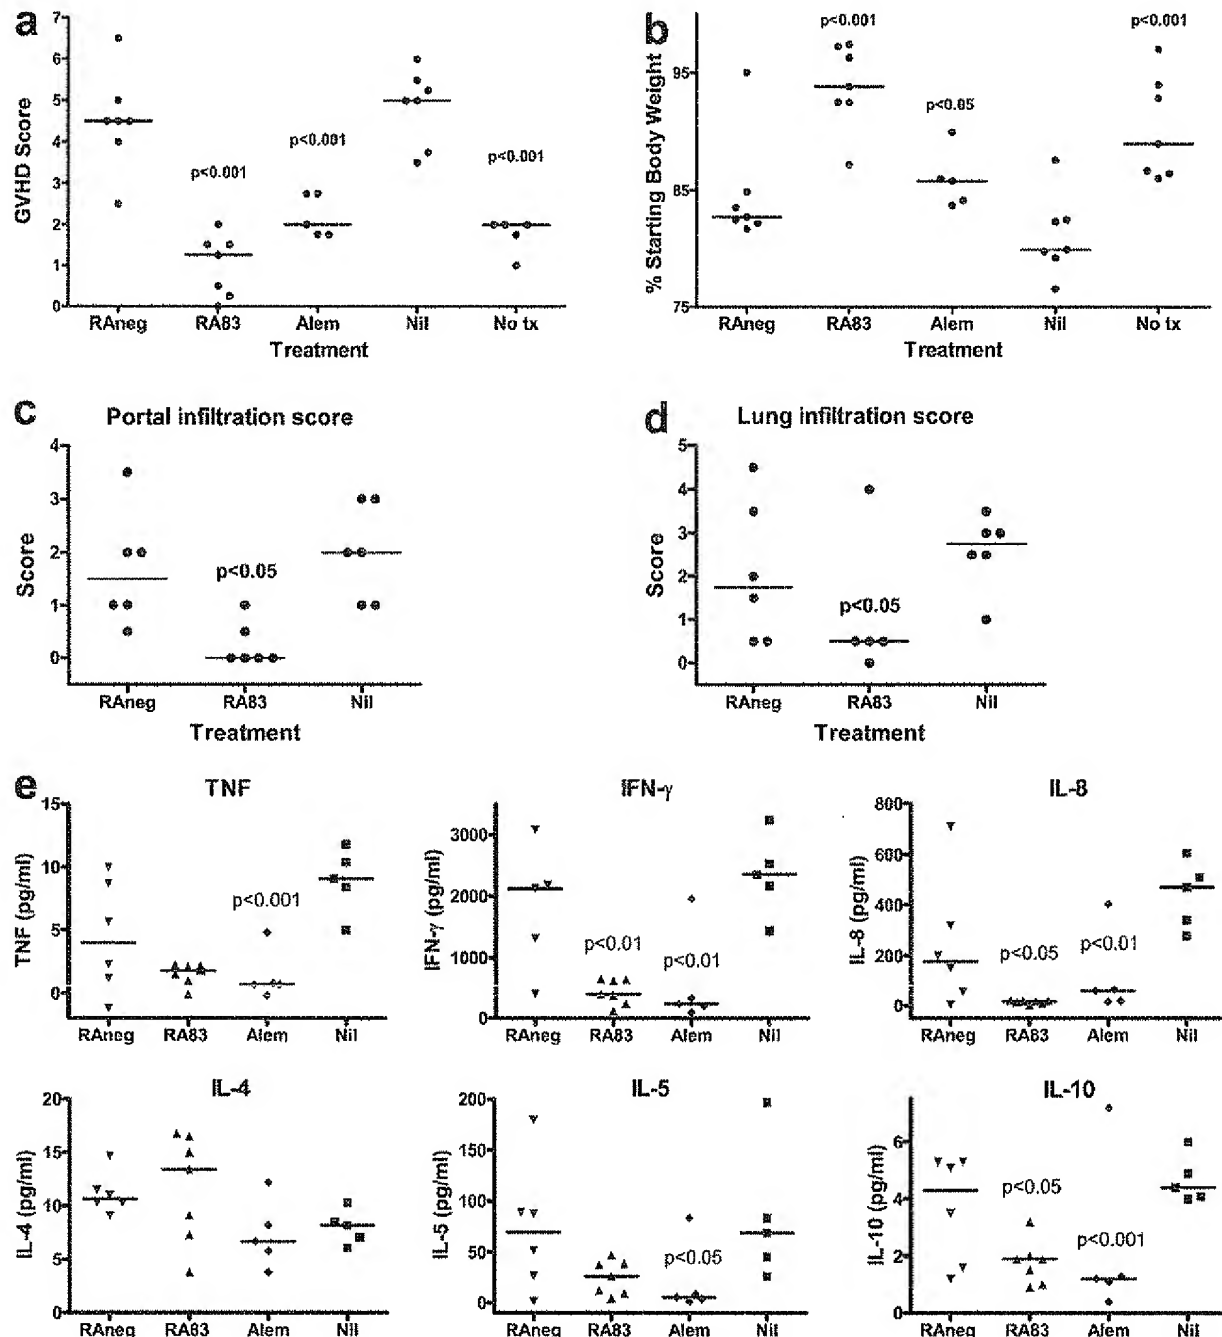 a
7
6
5
4
3
2
1
0
GVHD Score
p<0.001
p<0.001
p<0.001
RAneg RA83 Alem Nil No tx
Treatment
b
95
85
75
% Starting Body Weight
p<0.001
p<0.05
p<0.001
RAneg RA83 Alem Nil No tx
Treatment
c
Portal infiltration score
4
3
2
1
0
Score
p<0.05
RAneg RA83 Nil
Treatment
d
Lung infiltration score
5
4
3
2
1
0
Score
p<0.05
RAneg RA83 Nil
Treatment
e
TNF
15
10
5
0
TNF (pg/ml)
p<0.001
RAneg RA83 Alem Nil
IFN-γ
3000
2000
1000
0
IFN-γ (pg/ml)
p<0.01
p<0.01
RAneg RA83 Alem Nil
IL-8
800
600
400
200
0
IL-8 (pg/ml)
p<0.05
p<0.01
RAneg RA83 Alem Nil
IL-4
20
15
10
5
0
IL-4 (pg/ml)
RAneg RA83 Alem Nil
IL-5
200
150
100
50
0
IL-5 (pg/ml)
p<0.05
RAneg RA83 Alem Nil
IL-10
6
4
2
0
IL-10 (pg/ml)
p<0.05
p<0.001
RAneg RA83 Alem Nil